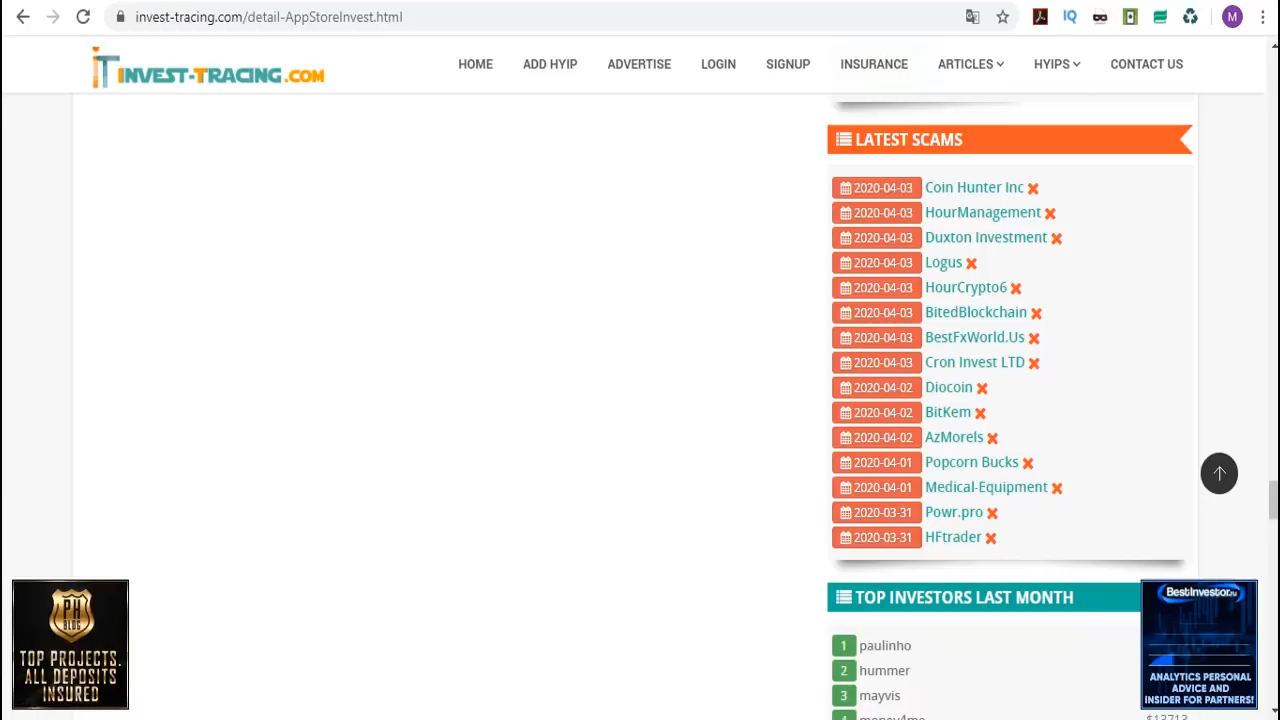 invest-tracing.com/detail-AppStoreInvest.html
IQ
M
iT INVEST-TRACING.COM
HOME ADD HYIP ADVERTISE LOGIN SIGNUP INSURANCE ARTICLES HYIPS CONTACT US
LATEST SCAMS
2020-04-03 Coin Hunter Inc
2020-04-03 HourManagement
2020-04-03 Duxton Investment
2020-04-03 Logus
2020-04-03 HourCrypto6
2020-04-03 BitedBlockchain
2020-04-03 BestFxWorld.Us
2020-04-03 Cron Invest LTD
2020-04-02 Diocoin
2020-04-02 BitKem
2020-04-02 AzMorels
2020-04-01 Popcorn Bucks
2020-04-01 Medical-Equipment
2020-03-31 Powr.pro
2020-03-31 HFtrader
TOP INVESTORS LAST MONTH
1 paulinho
2 hummer
3 mayvis
4 money4me
$13713
PH
BLOG
TOP PROJECTS.
ALL DEPOSITS
INSURED
BestInvestor.ru
ANALYTICS PERSONAL
ADVICE AND
INSIDER FOR PARTNERS!